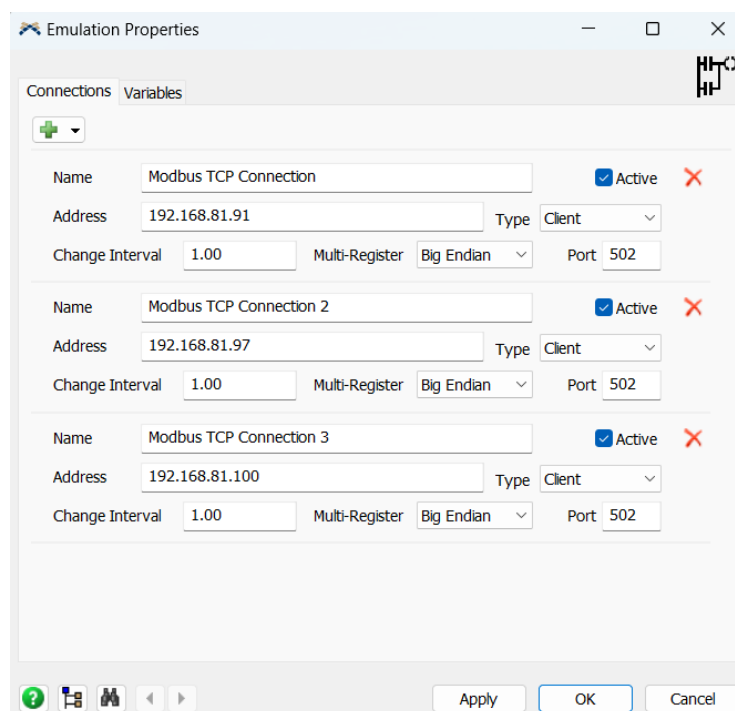 Emulation Properties
Connections Variables
Name Modbus TCP Connection Active
Address 192.168.81.91 Type Client
Change Interval 1.00 Multi-Register Big Endian Port 502
Name Modbus TCP Connection 2 Active
Address 192.168.81.97 Type Client
Change Interval 1.00 Multi-Register Big Endian Port 502
Name Modbus TCP Connection 3 Active
Address 192.168.81.100 Type Client
Change Interval 1.00 Multi-Register Big Endian Port 502
Apply OK Cancel